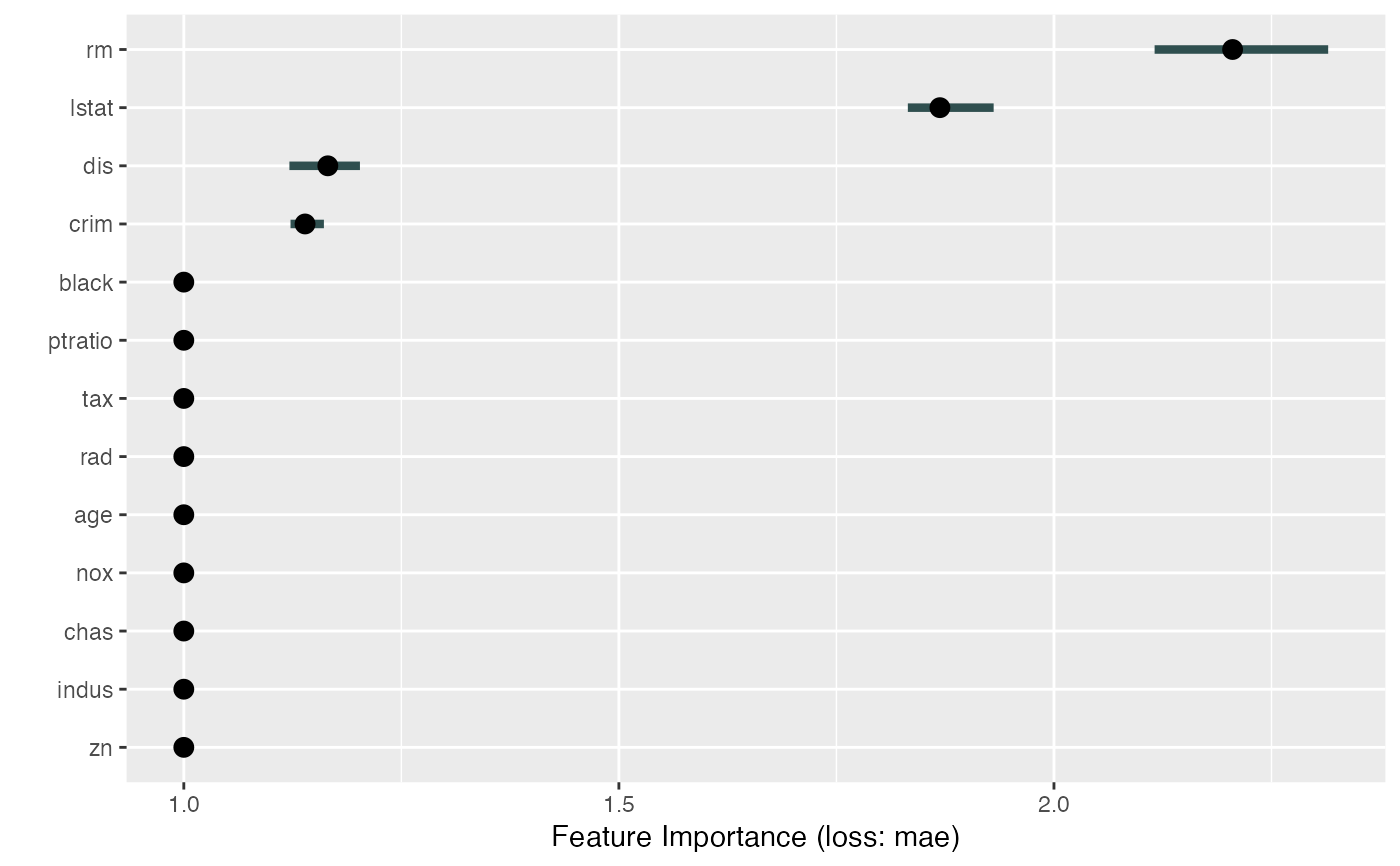 rm
lstat
dis
crim
black
ptratio
tax
rad
age
nox
chas
indus
zn
1.0 1.5 2.0
Feature Importance (loss: mae)